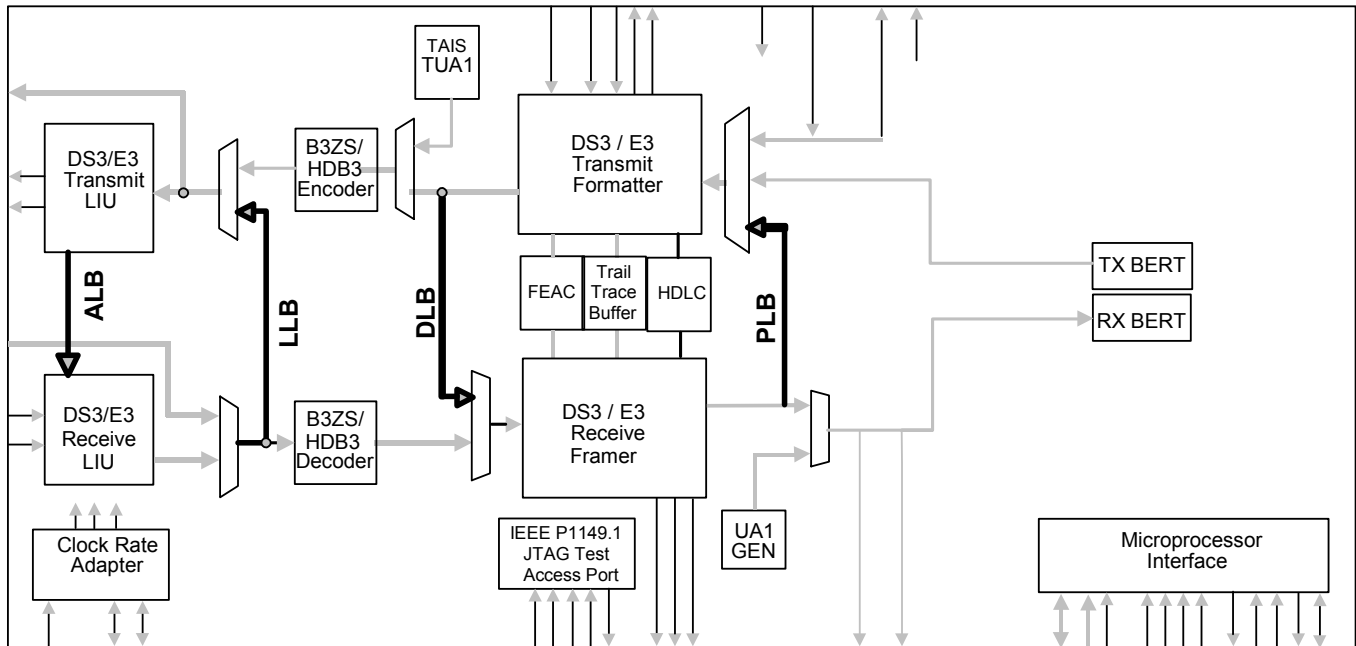 TAIS
TUA1
DS3/E3
Transmit
LIU
B3ZS/
HDB3
Encoder
DS3 / E3
Transmit
Formatter
ALB
LLB
DLB
FEAC
Trail
Trace
Buffer
HDLC
PLB
TX BERT
RX BERT
DS3/E3
Receive
LIU
B3ZS/
HDB3
Decoder
DS3 / E3
Receive
Framer
Clock Rate
Adapter
IEEE P1149.1
JTAG Test
Access Port
UA1
GEN
Microprocessor
Interface